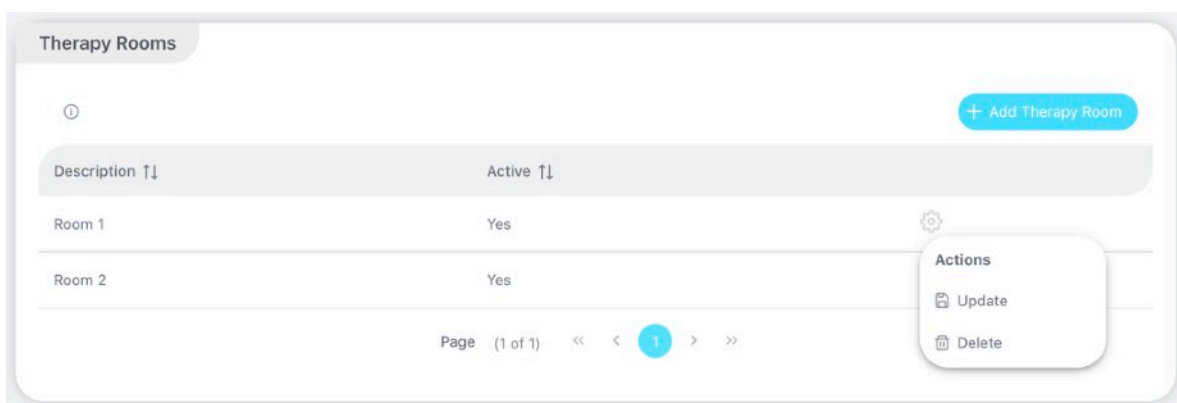 Therapy Rooms
+ Add Therapy Room
Description ↑↓ Active ↑↓
Room 1 Yes
Actions
Room 2 Yes
Update
Page (1 of 1) « < 1 > »
Delete